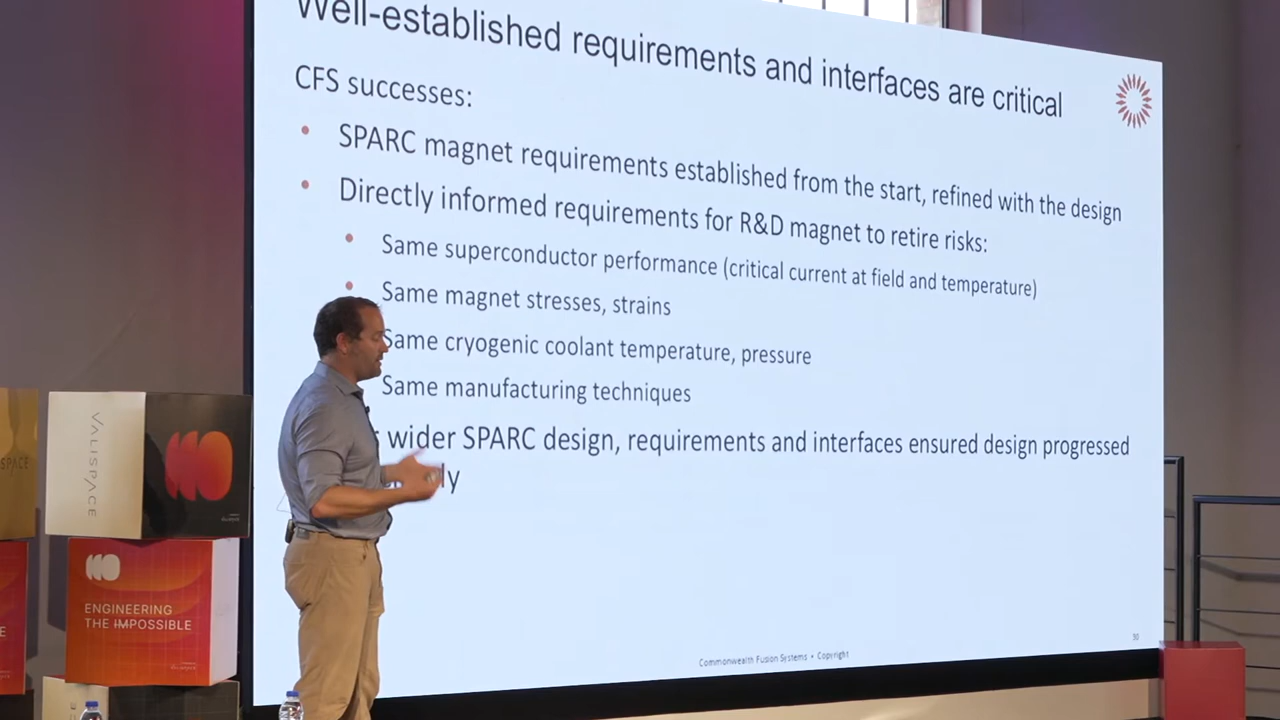 Well-established requirements and interfaces are critical
CFS successes:
SPARC magnet requirements established from the start, refined with the design
Directly informed requirements for R&D magnet to retire risks:
Same superconductor performance (critical current at field and temperature)
Same magnet stresses, strains
Same cryogenic coolant temperature, pressure
Same manufacturing techniques
wider SPARC design, requirements and interfaces ensured design progressed
ly
Commonwealth Fusion Systems • Copyright
VALISPACE
SPACE
ENGINEERING
THE IMPOSSIBLE
E
E